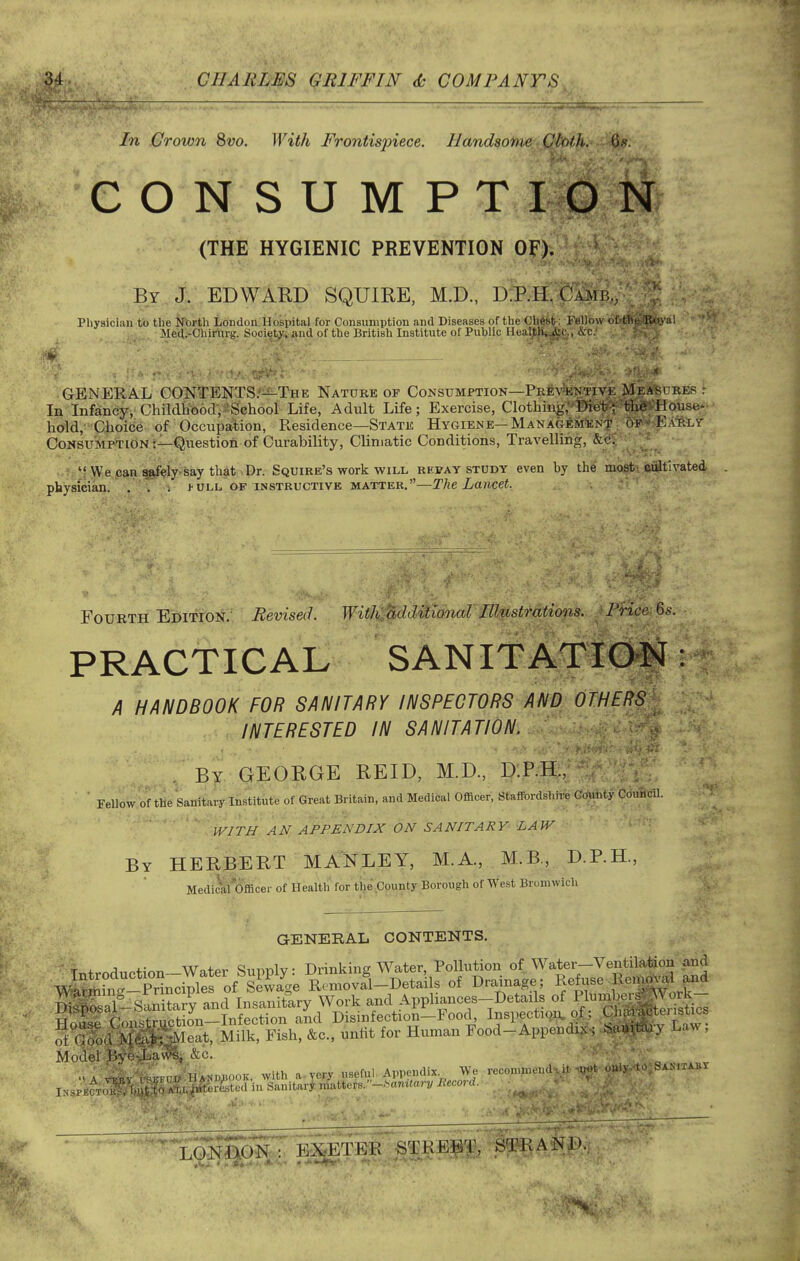 34 CHARLES GRIFFIN & COMPANY'S
In Crown 8vo. With Frontispiece. Handsome Cloth. 6s.
CONSUMPTION
(THE HYGIENIC PREVENTION OF).
BY J. EDWARD SQUIRE, M.D., D.P.H. CAMB.,
Physician to the North London Hospital for Consumption and Diseases of the Chest; Fellow of the Royal
Med.-Chirurg. Society, and of the British Institute of Public Health, &c., &c.
GENERAL CONTENTS.—THE NATURE OF CONSUMPTION—PREVENTIVE MEASURES:
In Infancy, Childhood, School Life, Adult Life; Exercise, Clothing, Diet; the House-
hold, Choice of Occupation, Residence—STATE HYGIENE—MANAGEMENT OF EARLY
CONSUMPTION:—Question of Curability, Climatic Conditions, Travelling, &c.
"We can safely say that Dr. SQUIRE'S work WILL REPAY STUDY even by the most cultivated
physician. . . . FULL OF INSTRUCTIVE MATTER."—The Lancet.
FOURTH EDITION. Revised. With additional Illustrations. Price 6s.
PRACTICAL SANITATION:
A HANDBOOK FOR SANITARY INSPECTORS AND OTHERS
INTERESTED IN SANITATION.
BY GEORGE REID, M.D., D.P.H.,
Fellow of the Sanitary Institute of Great Britain, and Medical Officer, Staffordshire County Council.
WITH AN APPENDIX ON SANITARY LAW
BY HERBERT MANLEY, M.A., M.B., D.P.H.,
Medical Officer of Health for the County Borough of West Bromwich
GENERAL CONTENTS.
Introduction—Water Supply: Drinking Water, Pollution of Water—Ventilation and
Warming—Principles of Sewage Removal—Details of Drainage; Refuse Removal and
Disposal—Sanitary and Insanitary Work and Appliances—Details of Plumbers' Work—
House Construction—Infection and Disinfection—Food, Inspection of; Characteristics
of Good Meat; Meat, Milk, Fish, &c., unfit for Human Food—Appendix; Sanitary Law;
Model Bye-Laws, &c.
"A VERY USEFUL HANDBOOK, with a very useful Appendix. We recommend it not only to SANITARY
INSPECTORS, but to ALL interested in Sanitary matters."—Sanitary Record.
LONDON: EXETER STREET, STRAND.